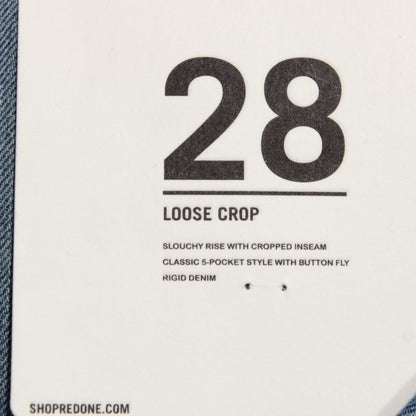 28
LOOSE CROP
SLOUCHY RISE WITH CROPPED INSEAM
CLASSIC 5-POCKET STYLE WITH BUTTON FLY
RIGID DENIM
SHOPREDONE.COM